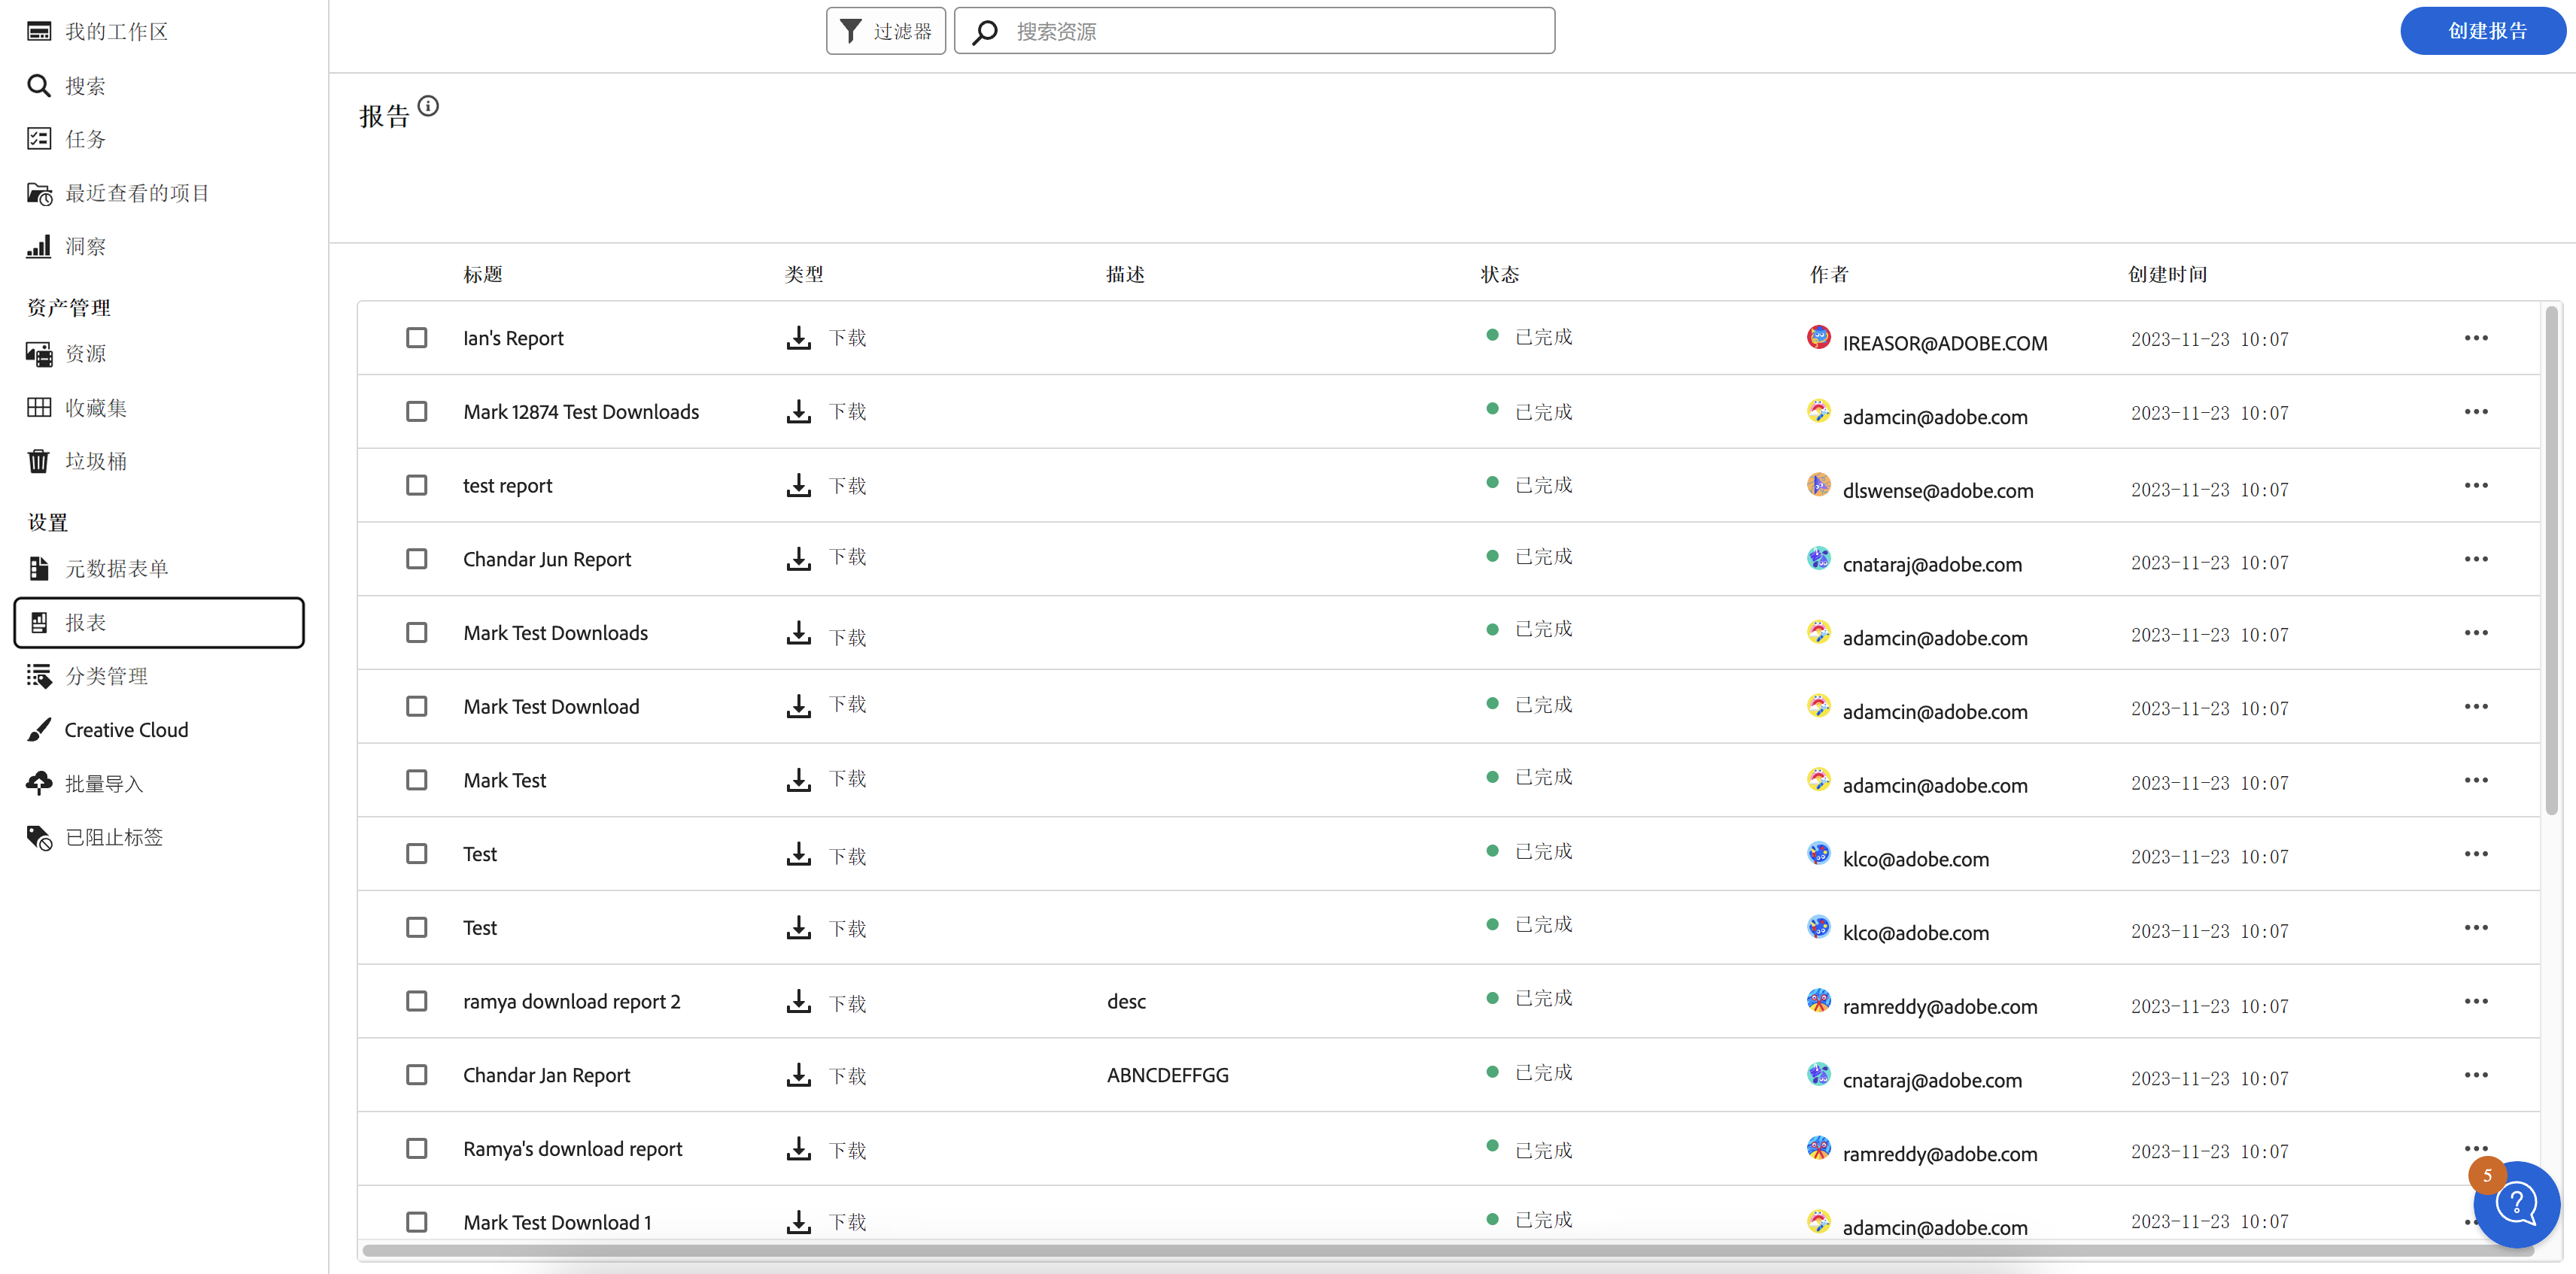 我的工作区
搜索
任务
最近查看的项目
洞察
资产管理
资源
收藏集
垃圾桶
设置
元数据表单
报表
分类管理
Creative Cloud
批量导入
已阻止标签
过滤器
搜索资源
创建报告
报告
标题 类型 描述 状态 作者 创建时间
Ian's Report 下载 已完成 IREASOR@ADOBE.COM 2023-11-23 10:07
Mark 12874 Test Downloads 下载 已完成 adamcin@adobe.com 2023-11-23 10:07
test report 下载 已完成 dlswense@adobe.com 2023-11-23 10:07
Chandar Jun Report 下载 已完成 cnataraj@adobe.com 2023-11-23 10:07
Mark Test Downloads 下载 已完成 adamcin@adobe.com 2023-11-23 10:07
Mark Test Download 下载 已完成 adamcin@adobe.com 2023-11-23 10:07
Mark Test 下载 已完成 adamcin@adobe.com 2023-11-23 10:07
Test 下载 已完成 klco@adobe.com 2023-11-23 10:07
Test 下载 已完成 klco@adobe.com 2023-11-23 10:07
ramya download report 2 下载 desc 已完成 ramreddy@adobe.com 2023-11-23 10:07
Chandar Jan Report 下载 ABNCDEFFGG 已完成 cnataraj@adobe.com 2023-11-23 10:07
Ramya's download report 下载 已完成 ramreddy@adobe.com 2023-11-23 10:07
Mark Test Download 1 下载 已完成 adamcin@adobe.com 2023-11-23 10:07
5